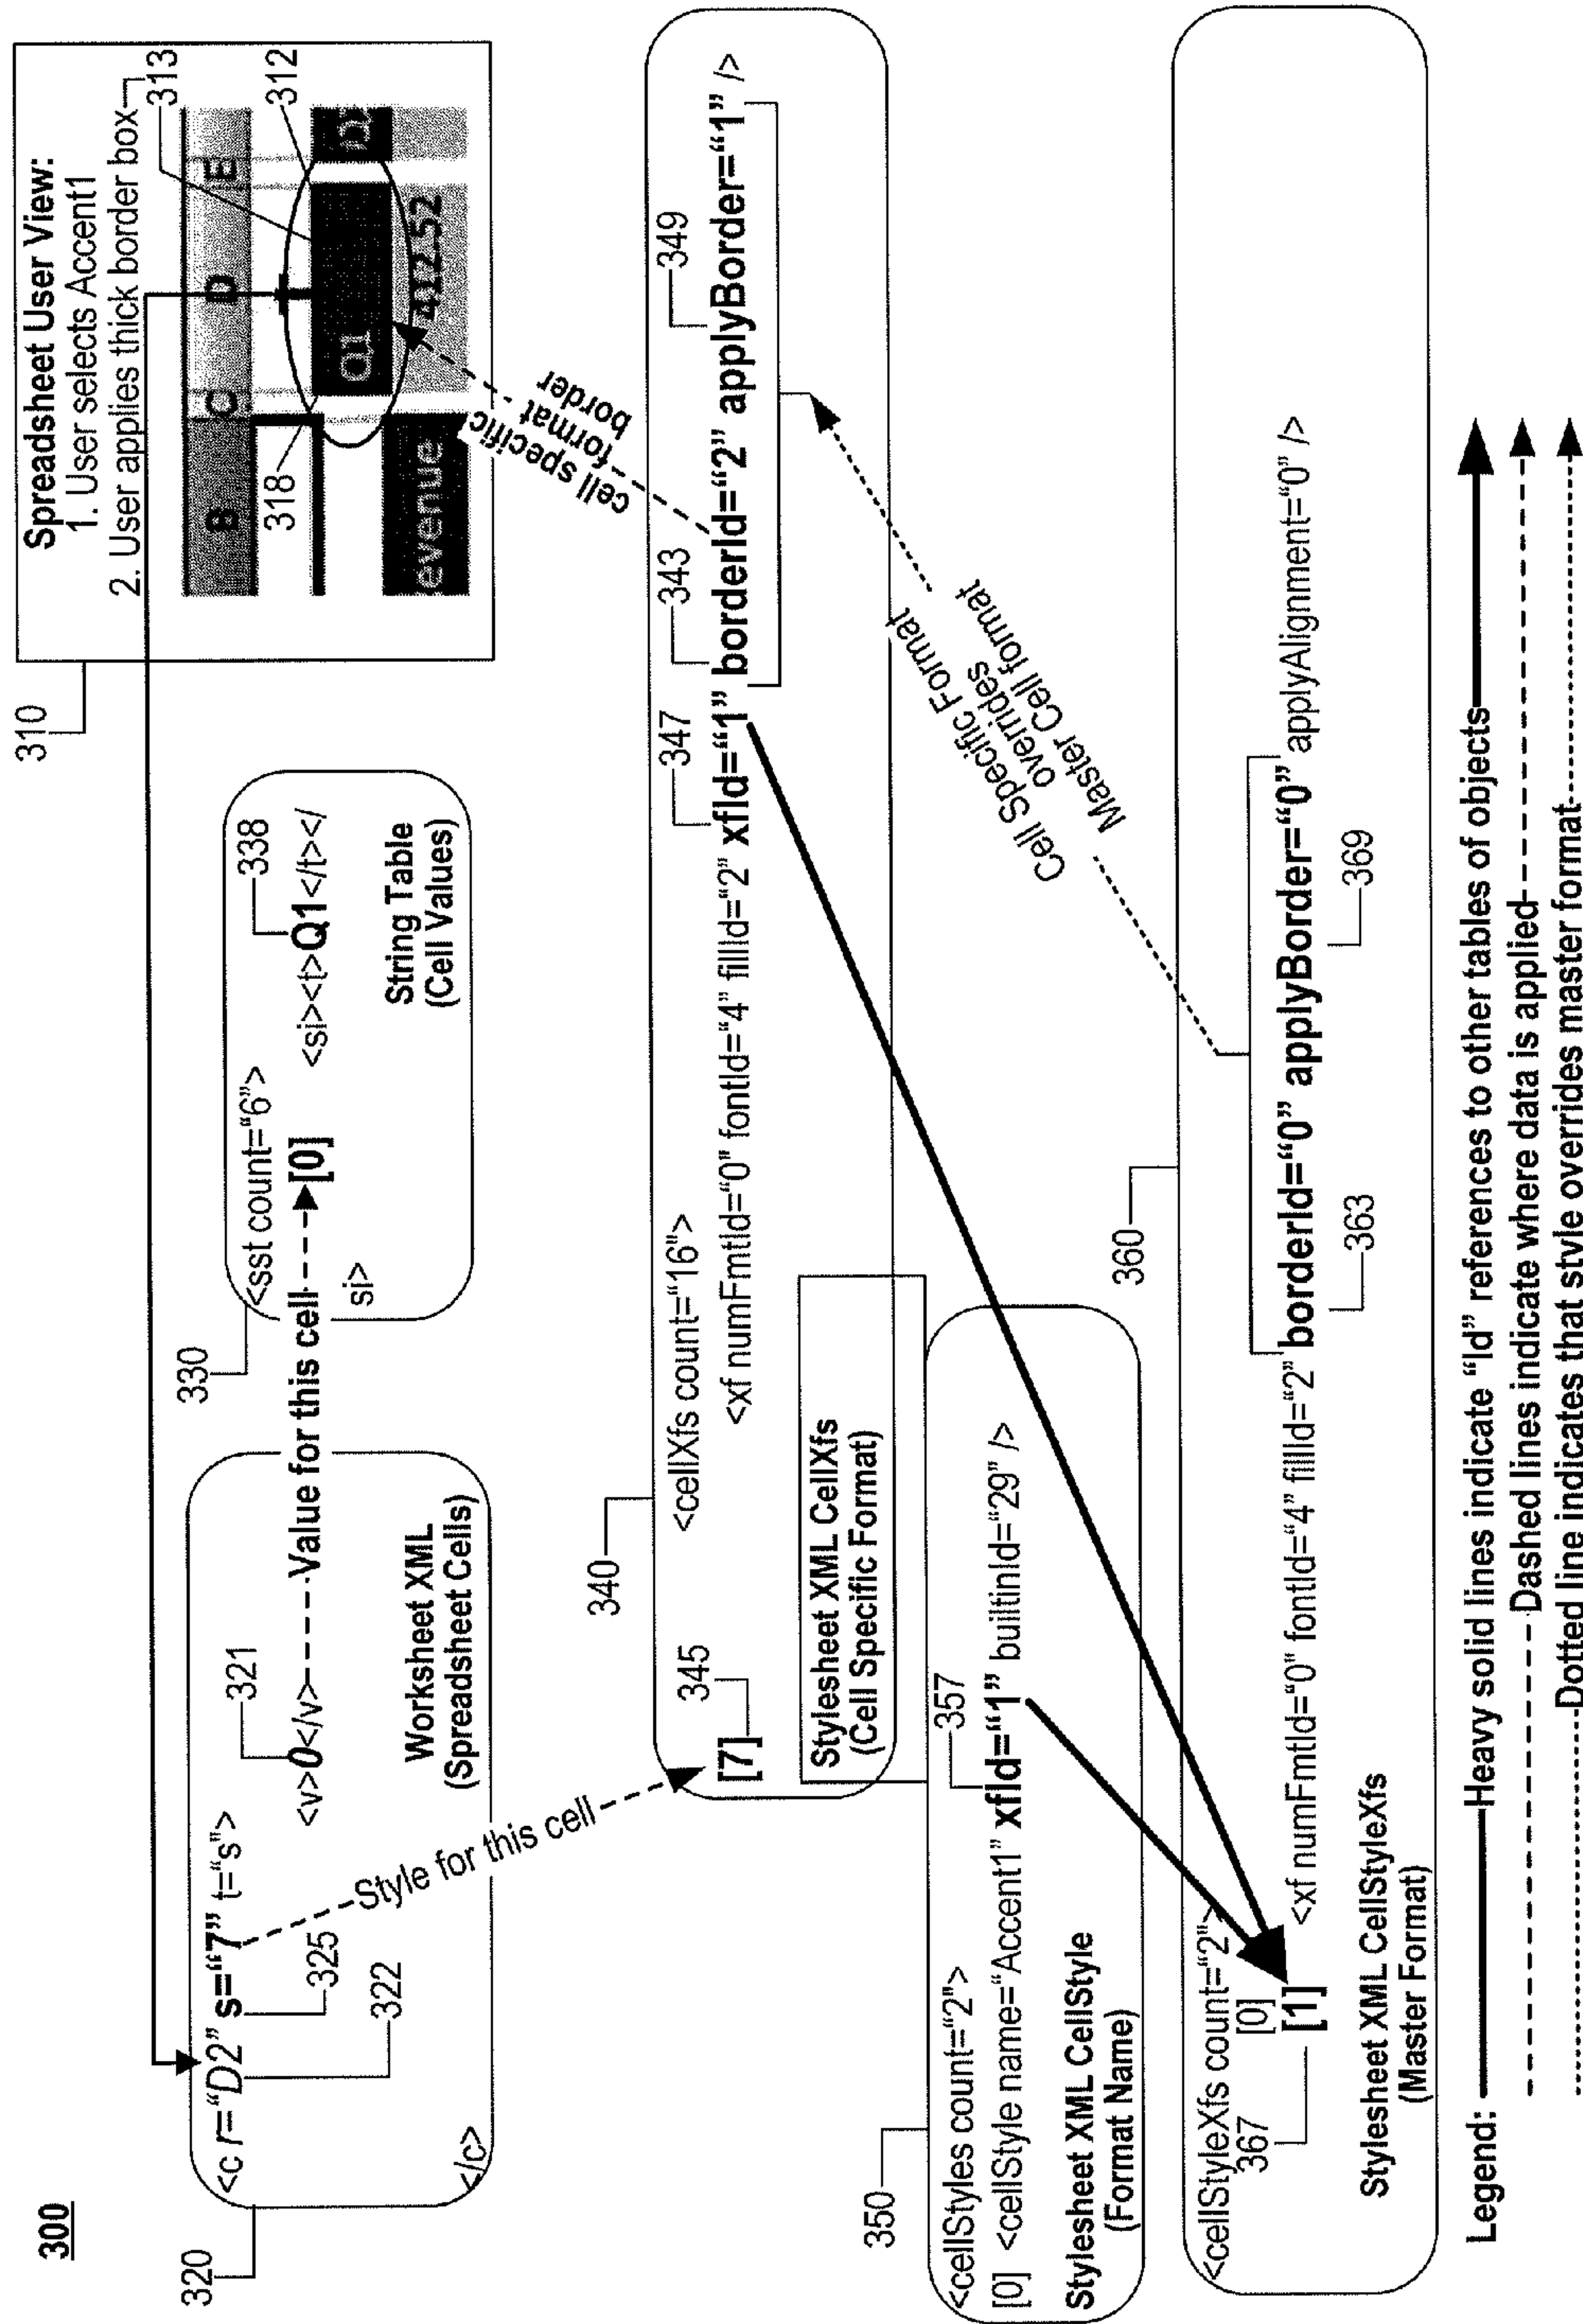 300
310
Spreadsheet User View:
1. User selects Accent1
2. User applies thick border box
313
B C D E
318
312
Q1
evenue
412.52
320
<c r="D2" s="7" t="s">
325
322
321
<v>0</v>
Value for this cell
</c>
Worksheet XML
(Spreadsheet Cells)
330
<sst count="6">
[0]
338
<si><t>Q1</t></
si>
String Table
(Cell Values)
Style for this cell
cell specific
format
border
340
<cellXfs count="16">
345
[7]
347
343
349
<xf numFmtId="0" fontId="4" fillId="2" xfId="1" borderId="2" applyBorder="1" />
Stylesheet XML CellXfs
(Cell Specific Format)
Cell Specific Format
overrides
Master Cell format
350
<cellStyles count="2">
357
[0] <cellStyle name="Accent1" xfId="1" builtinId="29" />
Stylesheet XML CellStyle
(Format Name)
360
<cellStyleXfs count="2">
367
[0]
[1]
<xf numFmtId="0" fontId="4" fillId="2" borderId="0" applyBorder="0" applyAlignment="0" />
363
369
Stylesheet XML CellStyleXfs
(Master Format)
Legend:
Heavy solid lines indicate "Id" references to other tables of objects
Dashed lines indicate where data is applied
Dotted line indicates that style overrides master format